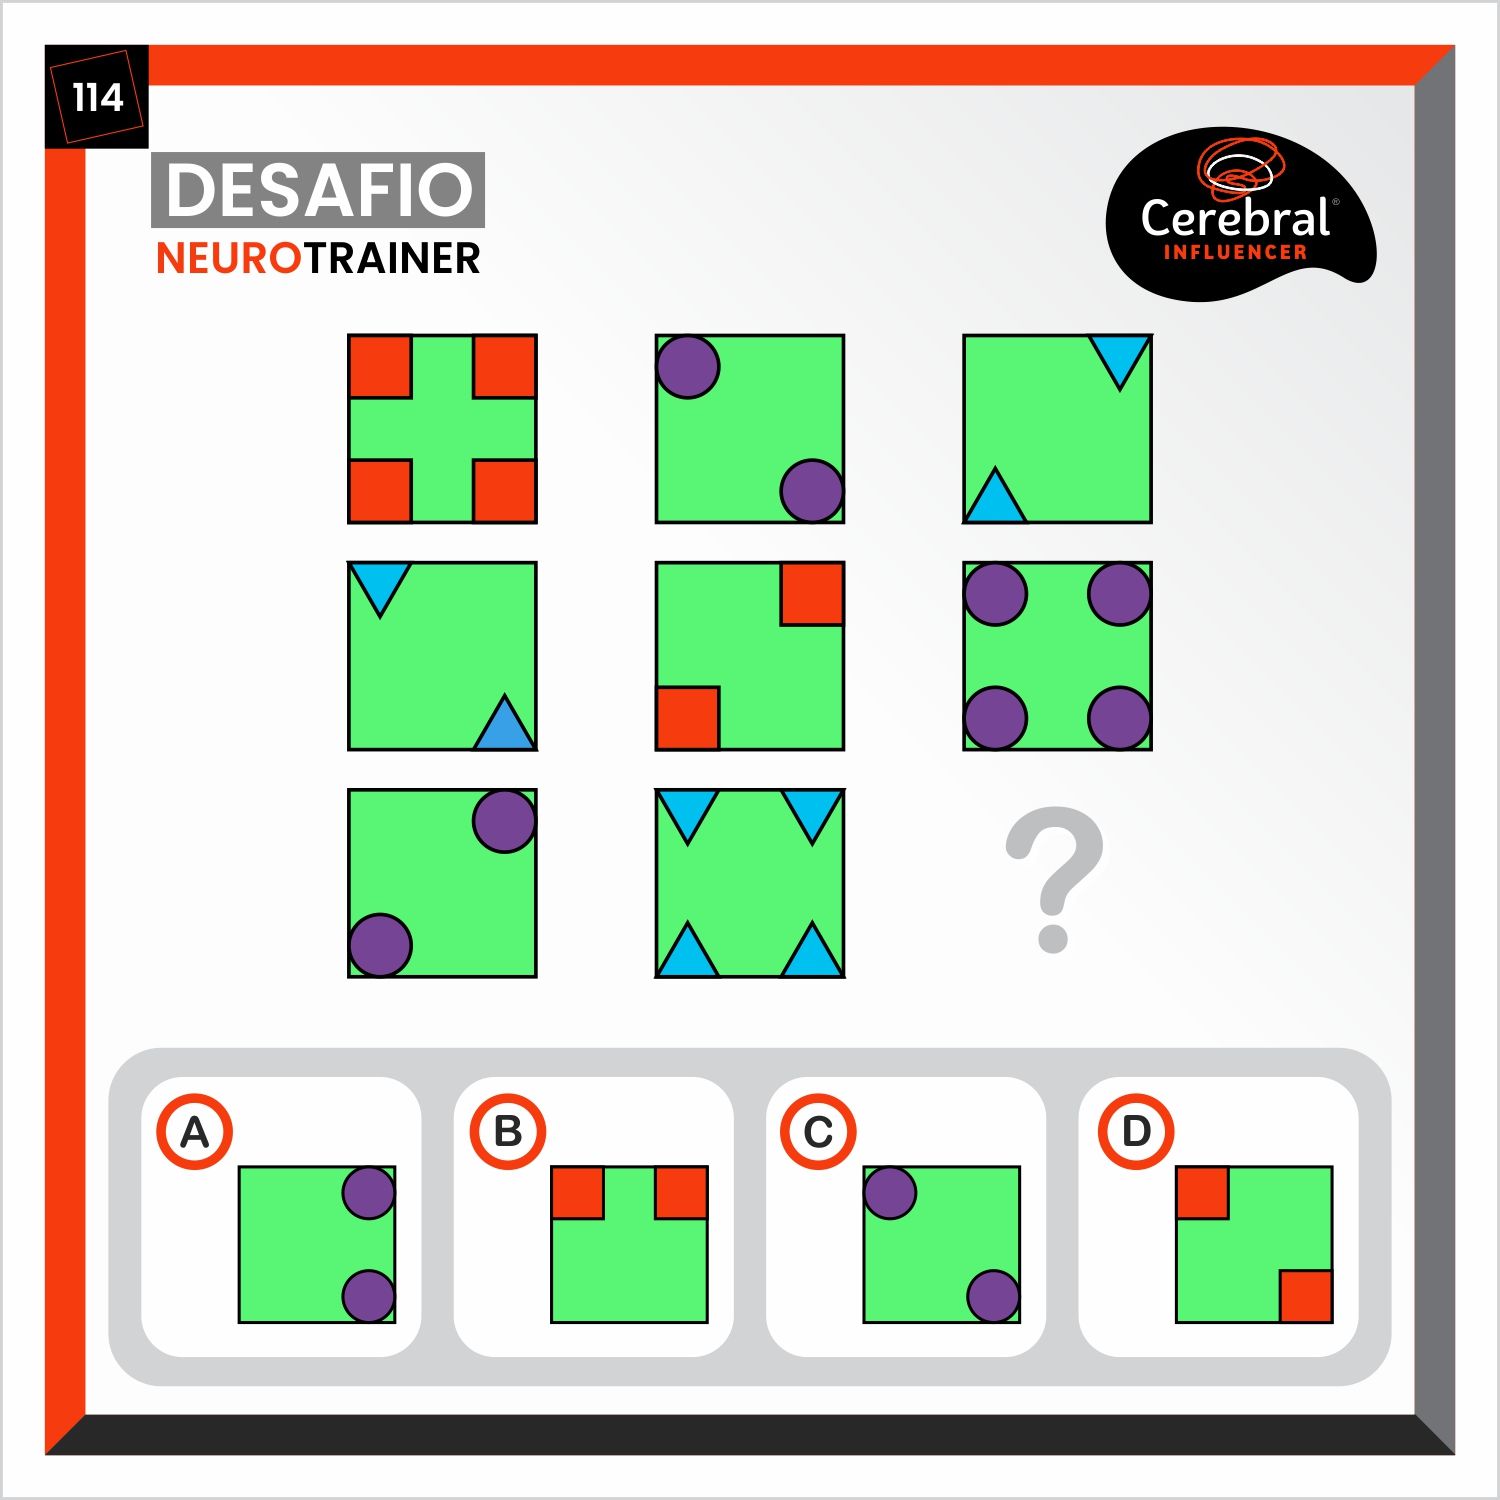 114
DESAFIO
NEUROTRAINER
Cerebral®
INFLUENCER
?
A
B
C
D